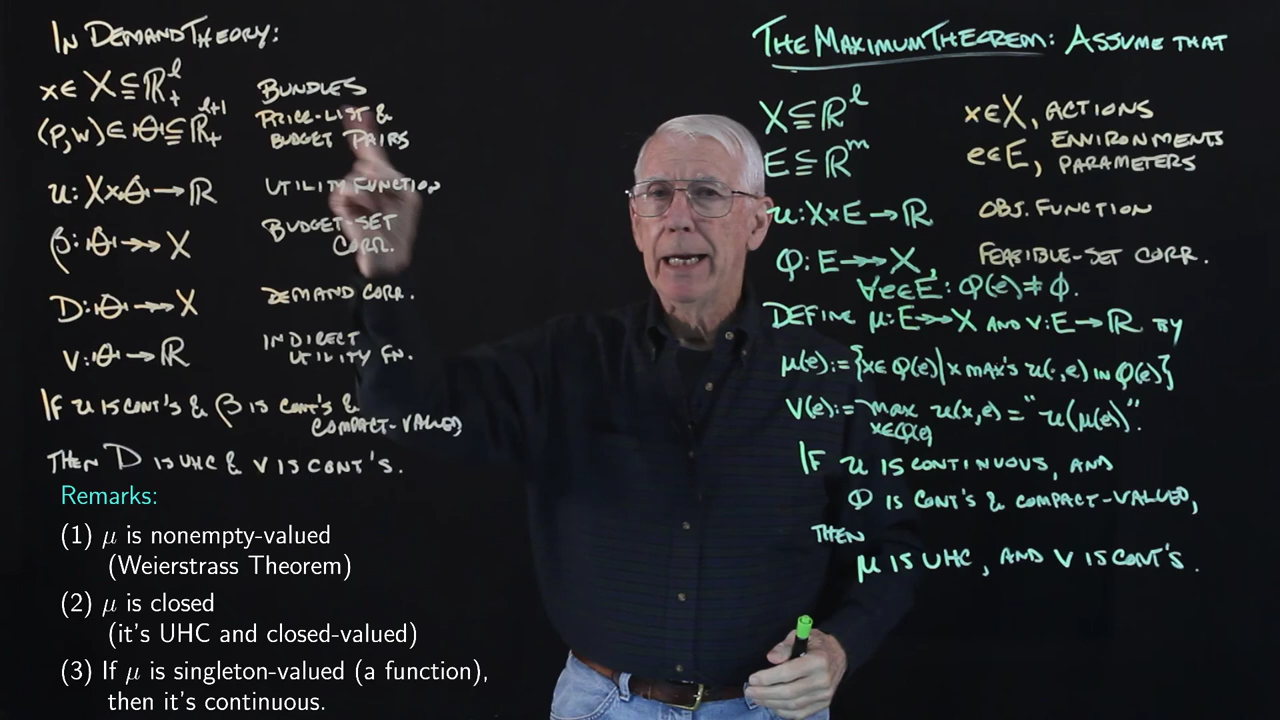 IN DEMAND THEORY:
x∈ X ⊆ ℝ₊ˡ BUNDLES
(p,w)∈ Θ ⊆ ℝ₊ˡ⁺¹ PRICE-LIST &
BUDGET PAIRS
u: X×Θ → ℝ UTILITY FUNCTION
β: Θ ↠ X BUDGET-SET
CORR.
D: Θ ↠ X DEMAND CORR.
v: Θ → ℝ INDIRECT
UTILITY FN.
IF u IS CONT'S & β IS CONT'S &
COMPACT-VALUED
THEN D IS UHC & V IS CONT'S.
Remarks:
(1) μ is nonempty-valued
(Weierstrass Theorem)
(2) μ is closed
(it's UHC and closed-valued)
(3) If μ is singleton-valued (a function),
then it's continuous.
THE MAXIMUM THEOREM: ASSUME THAT
X ⊆ ℝˡ x∈X, ACTIONS
E ⊆ ℝᵐ e∈E, ENVIRONMENTS
PARAMETERS
u: X×E → ℝ OBJ. FUNCTION
φ: E ↠ X, FEASIBLE-SET CORR.
∀e∈E: φ(e) ≠ ∅.
DEFINE μ: E ↠ X AND v: E → ℝ BY
μ(e) := {x∈ φ(e) | x MAX'S u(·,e) IN φ(e)}
V(e) := max u(x,e) = "u(μ(e)".
x∈φ(e)
IF u IS CONTINUOUS, AND
φ IS CONT'S & COMPACT-VALUED,
THEN
μ IS UHC, AND V IS CONT'S.